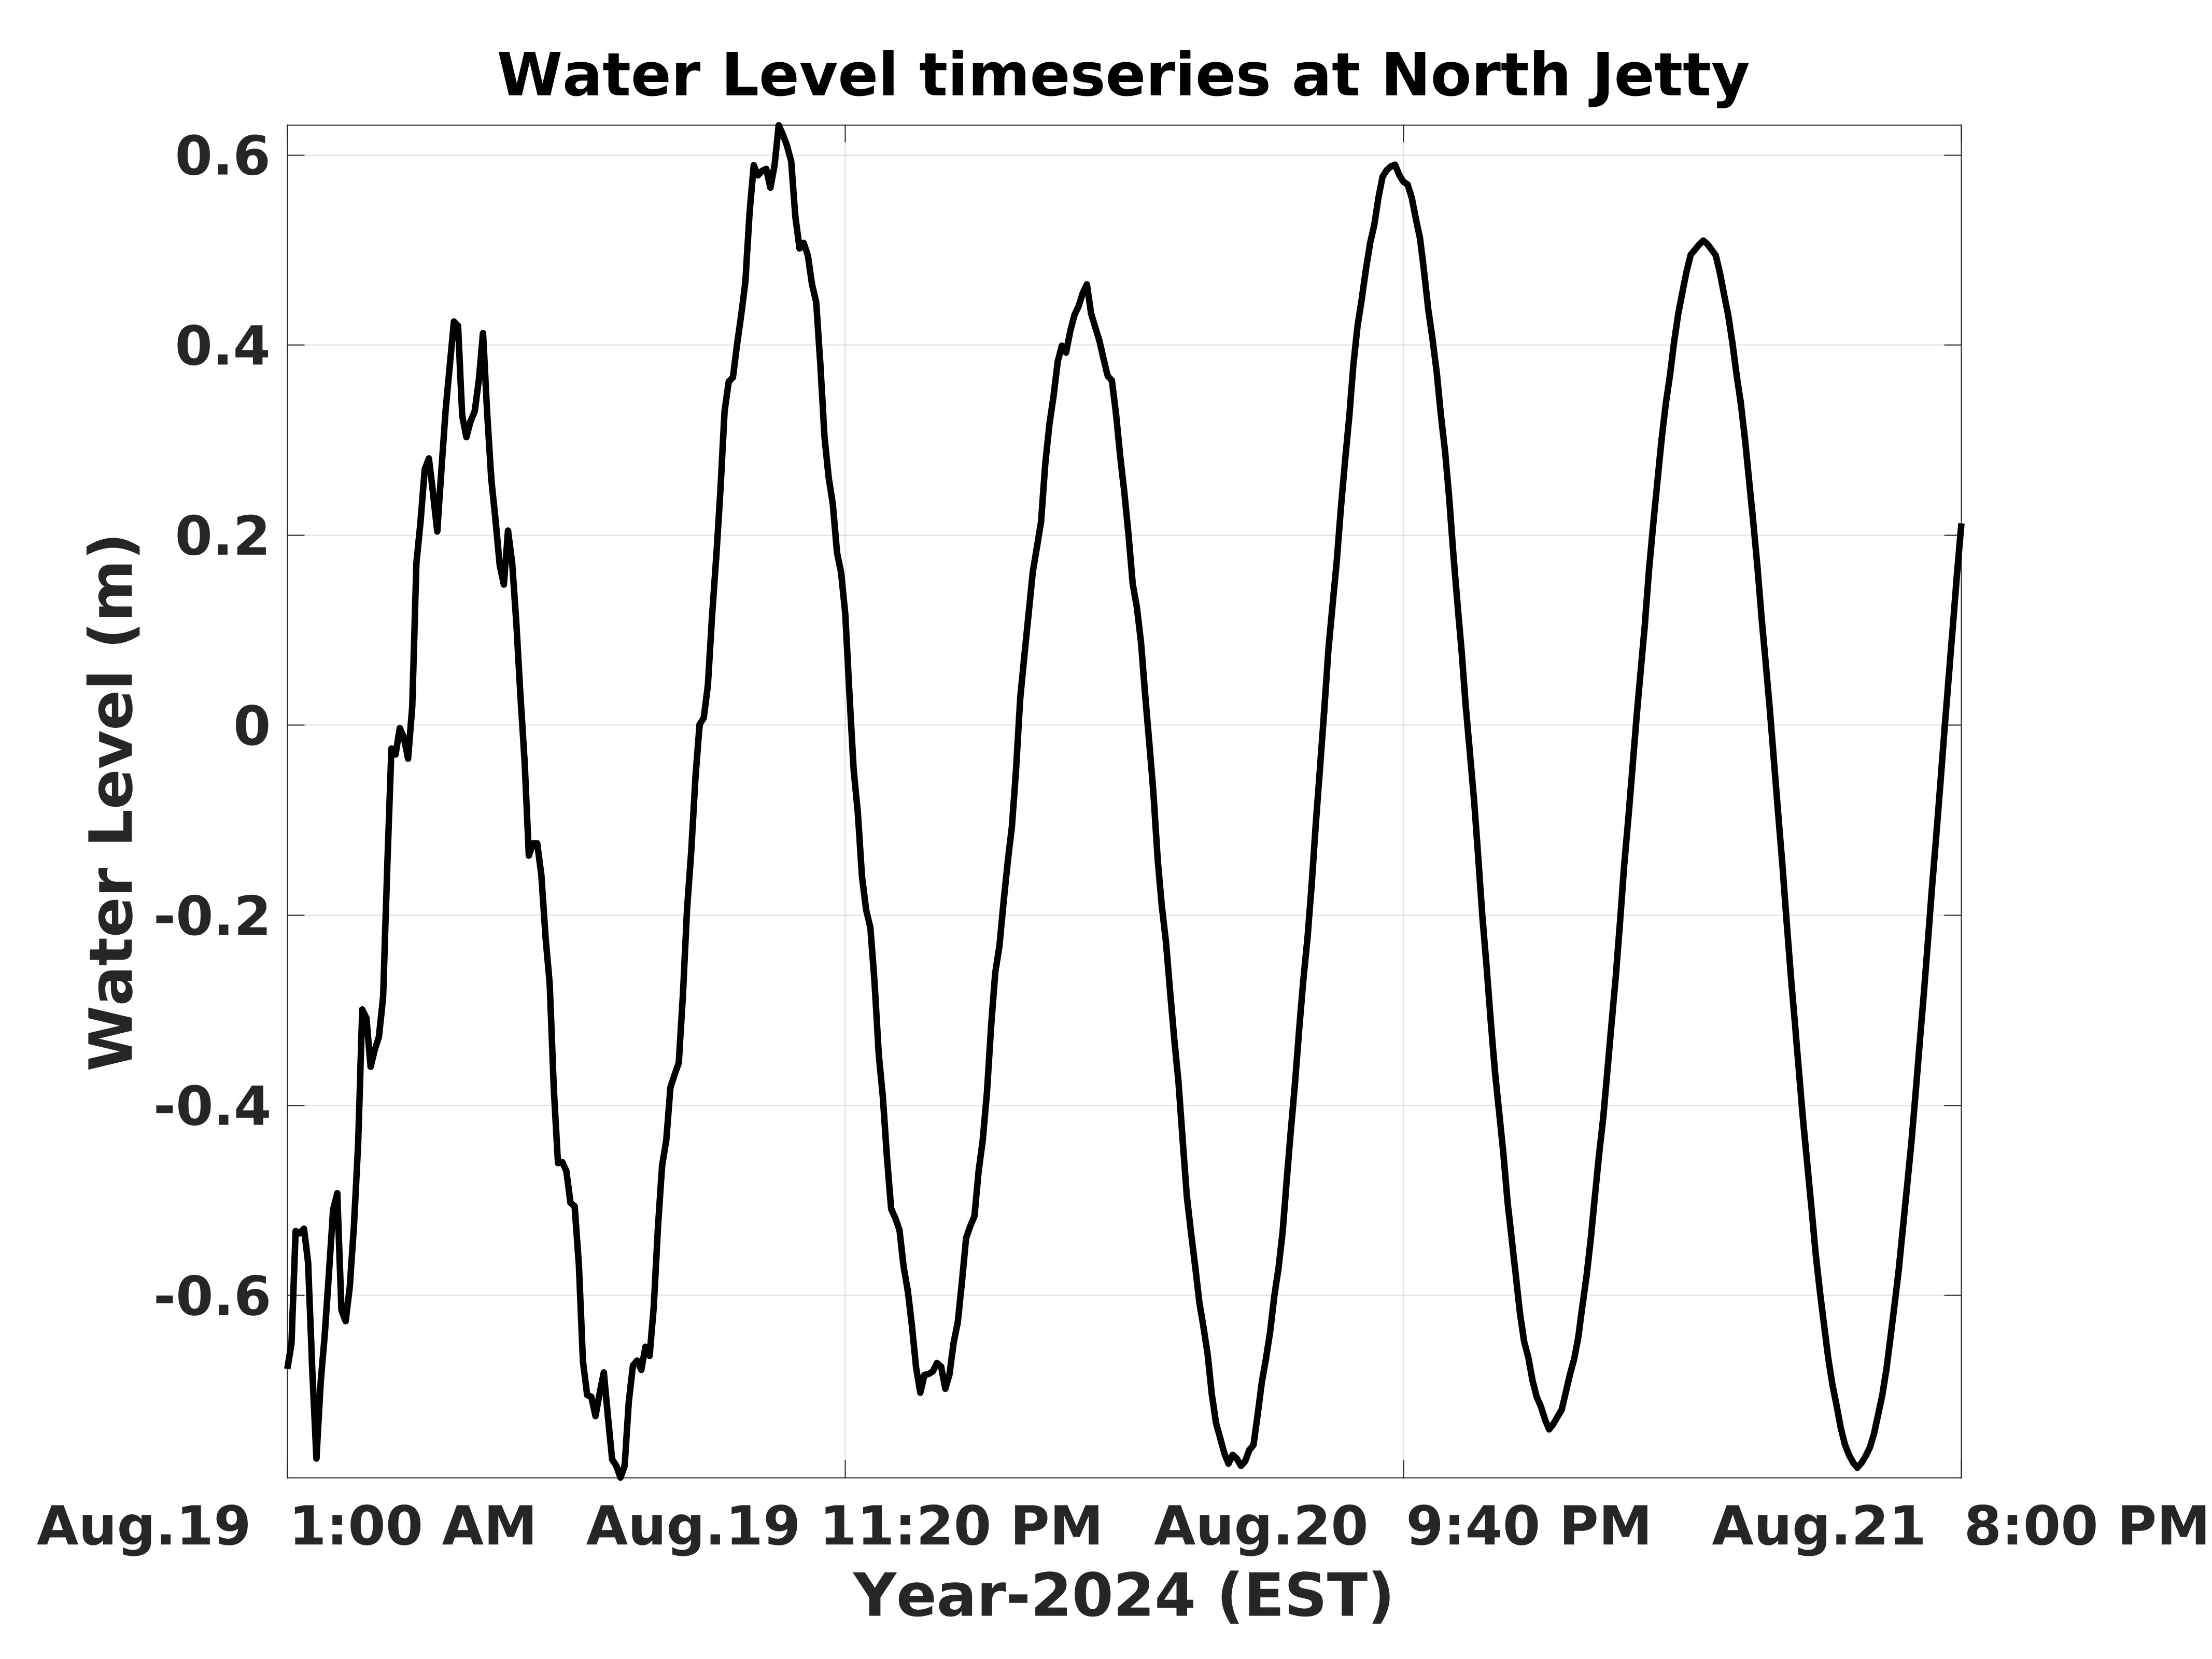 Water Level timeseries at North Jetty
0.6
0.4
0.2
0
-0.2
-0.4
-0.6
Water Level (m)
Aug.19 1:00 AM Aug.19 11:20 PM Aug.20 9:40 PM Aug.21 8:00 PM
Year-2024 (EST)